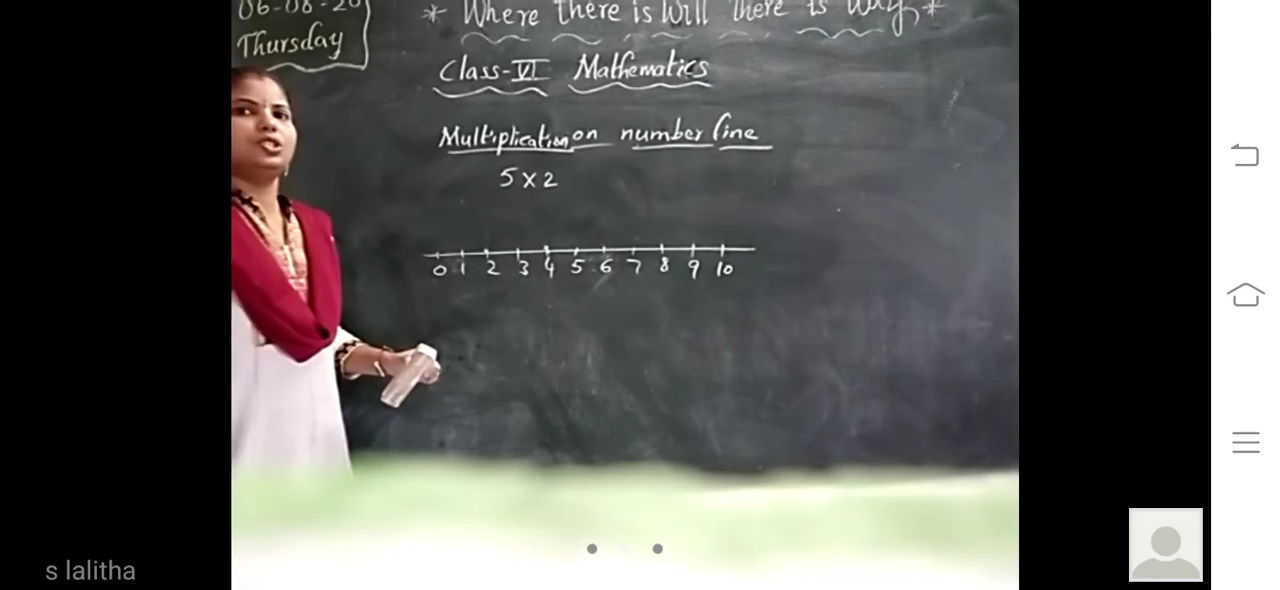 06-08-20
Thursday
* Where there is will there is way *
Class-VI Mathematics
Multiplication on number line
5 x 2
0 1 2 3 4 5 6 7 8 9 10
s lalitha